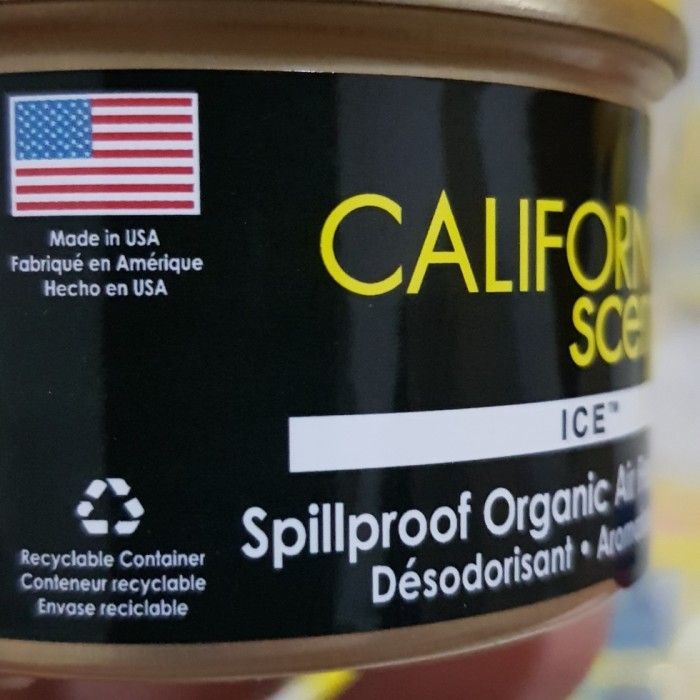 Made in USA
Fabriqué en Amérique
Hecho en USA
CALIFORN
scen
ICE™
Spillproof Organic Air
Désodorisant •
Recyclable Container
Conteneur recyclable
Envase reciclable